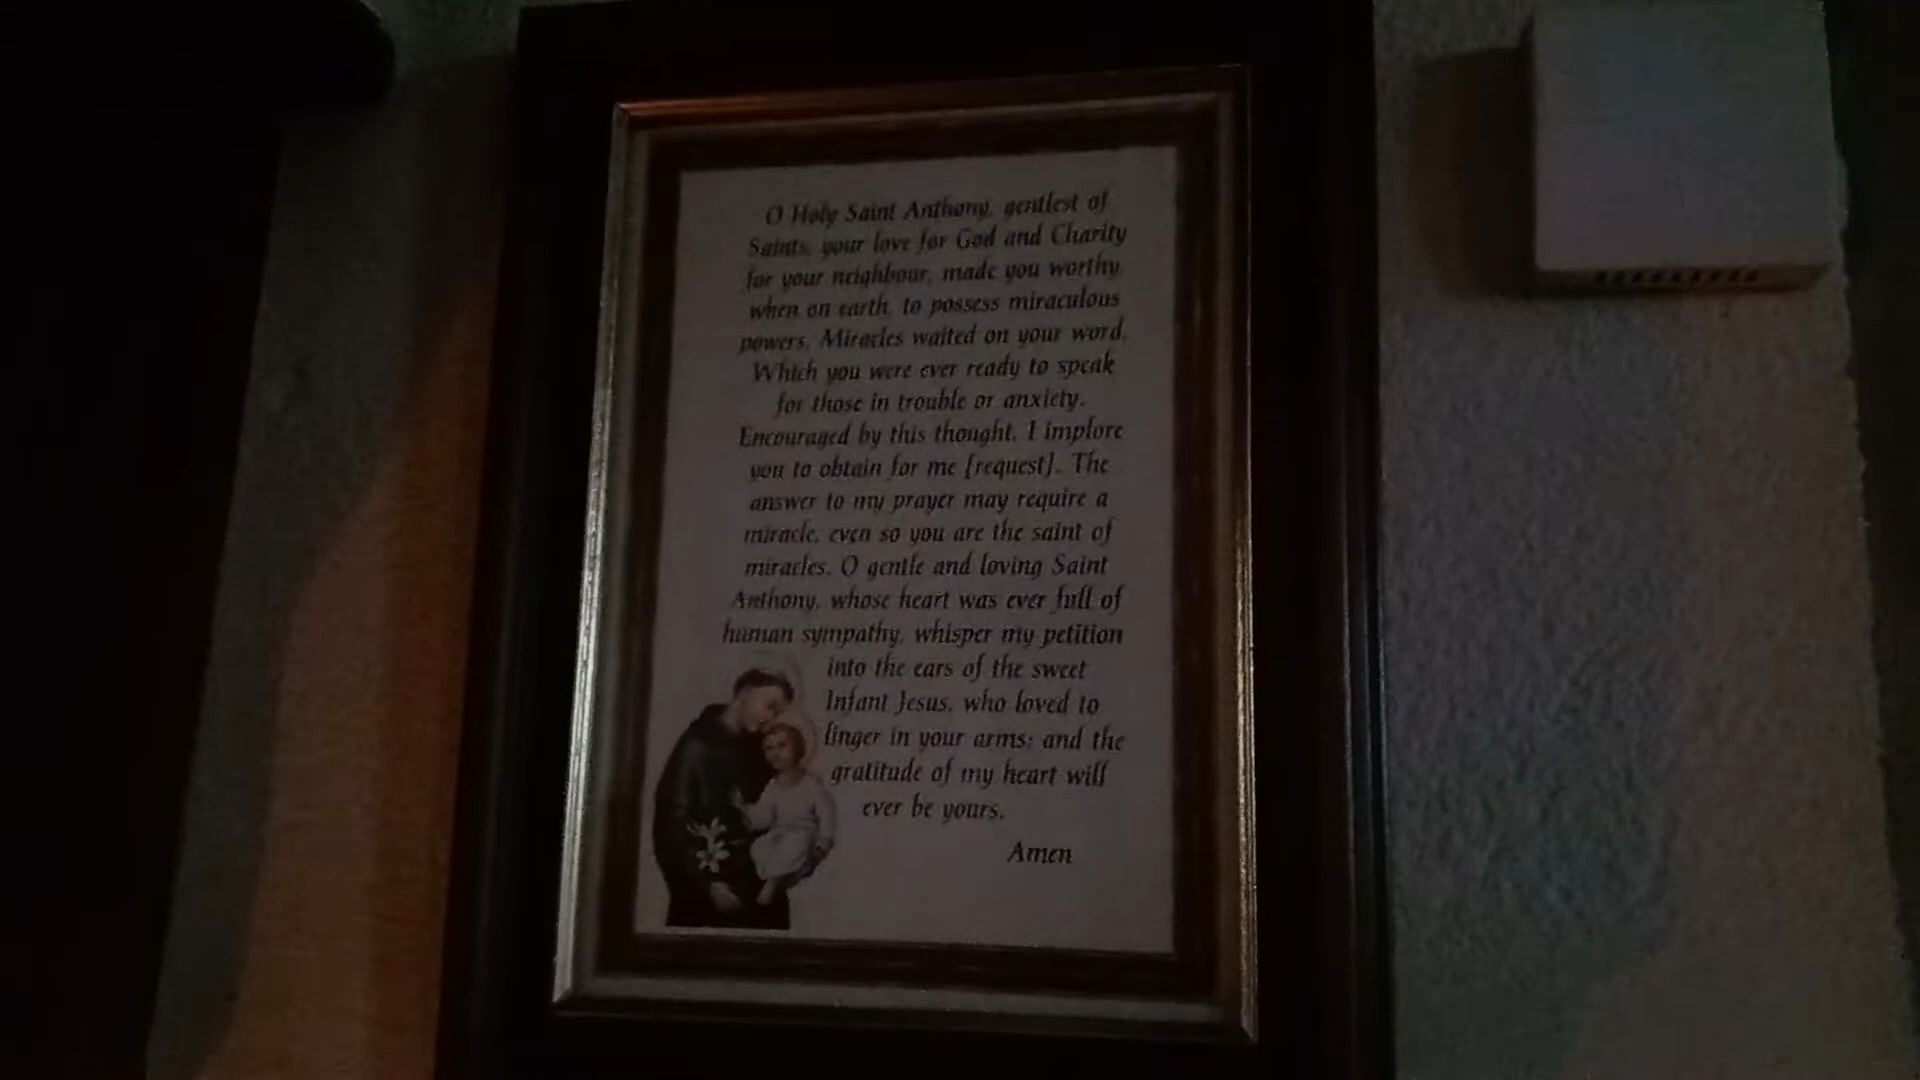 O Holy Saint Anthony, gentlest of
Saints, your love for God and Charity
for your neighbour, made you worthy,
when on earth, to possess miraculous
powers. Miracles waited on your word,
Which you were ever ready to speak
for those in trouble or anxiety.
Encouraged by this thought, I implore
you to obtain for me [request]. The
answer to my prayer may require a
miracle, even so you are the saint of
miracles. O gentle and loving Saint
Anthony, whose heart was ever full of
human sympathy, whisper my petition
into the ears of the sweet
Infant Jesus, who loved to
linger in your arms; and the
gratitude of my heart will
ever be yours.
Amen